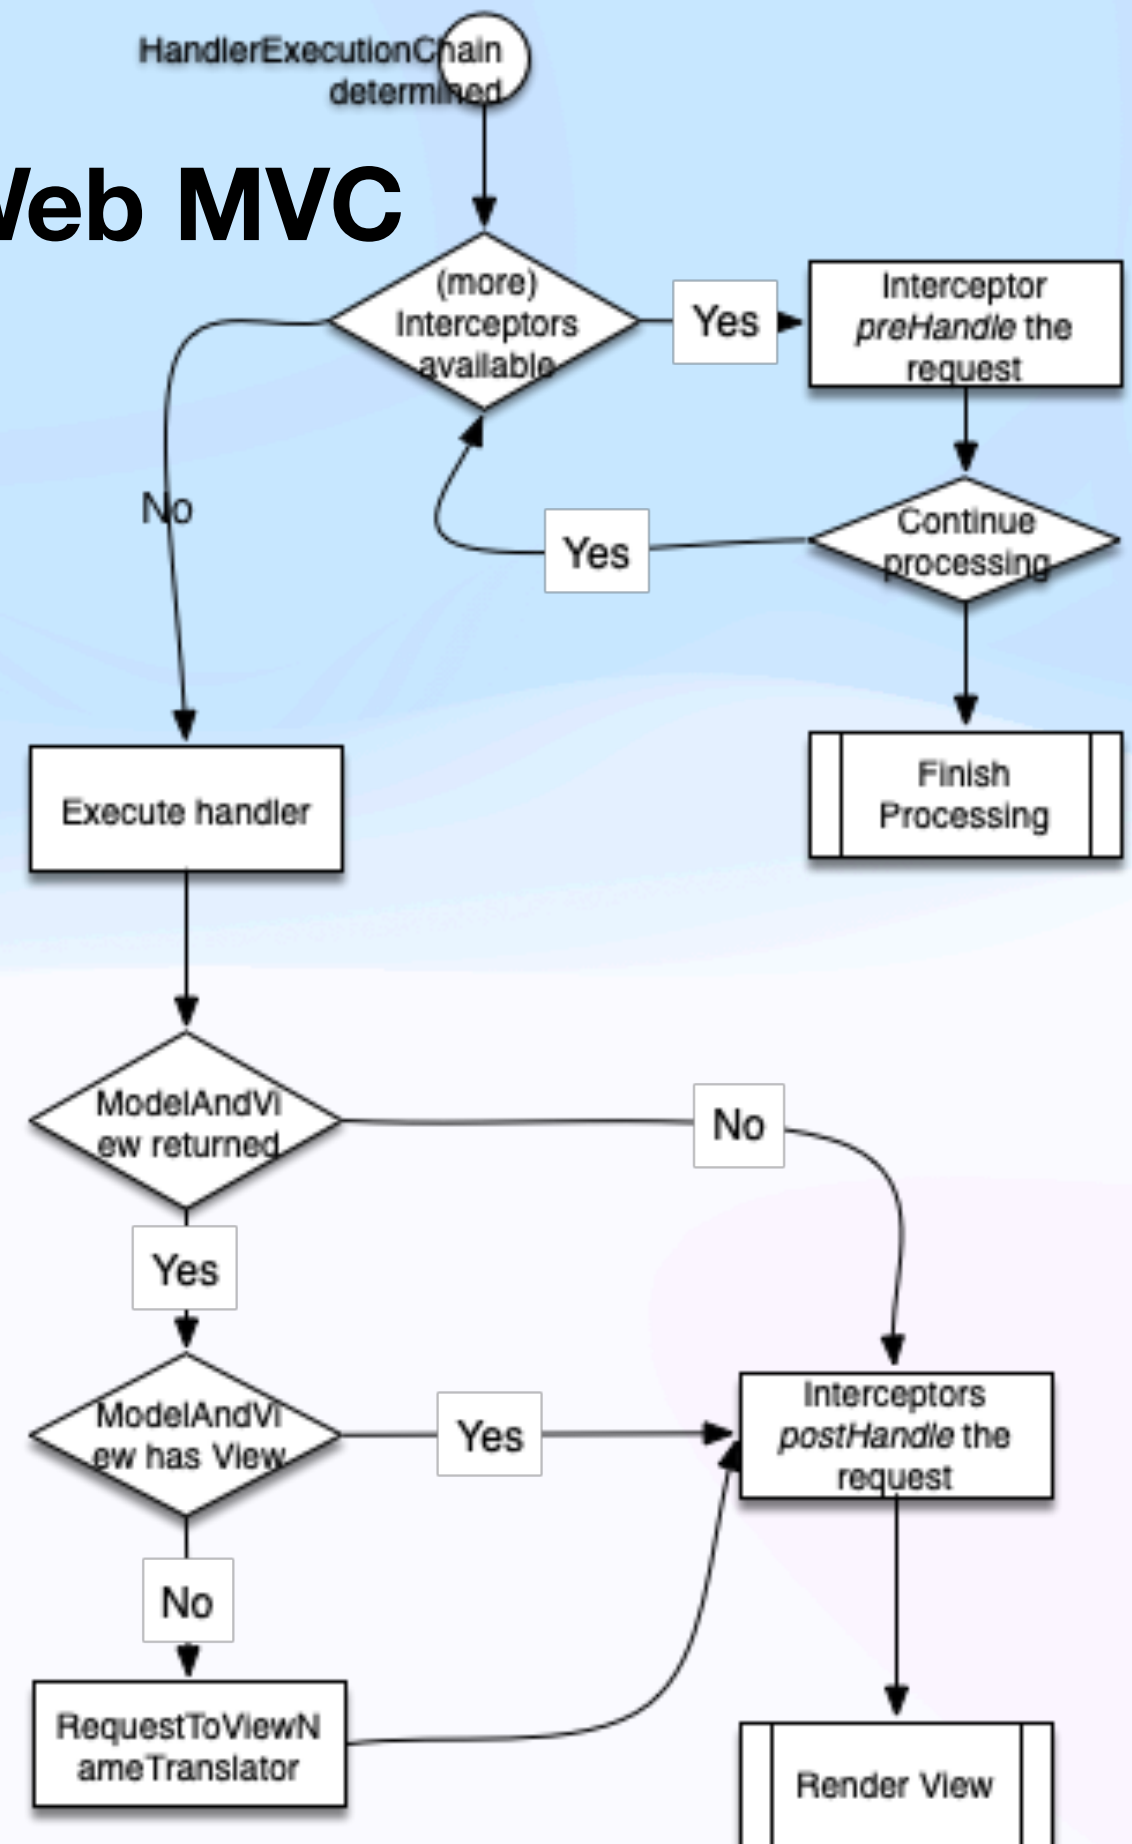 HandlerExecutionChain
determined
Web MVC
(more)
Interceptors
available
Yes
Interceptor
preHandle the
request
No
Yes
Continue
processing
Execute handler
Finish
Processing
ModelAndVi
ew returned
No
Yes
ModelAndVi
ew has View
Yes
Interceptors
postHandle the
request
No
RequestToViewN
ameTranslator
Render View